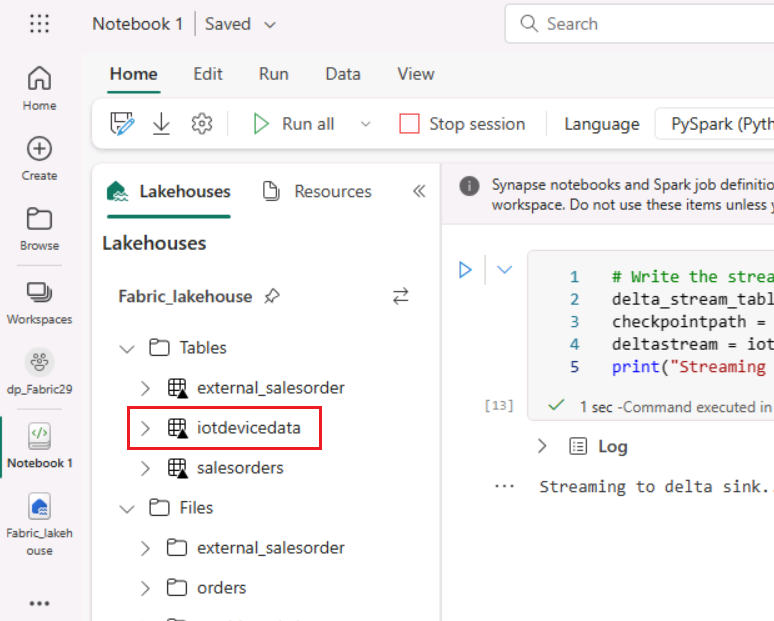 Notebook 1 Saved
Search
Home Edit Run Data View
Run all Stop session Language PySpark (Pyth
Home
Create
Browse
Workspaces
dp_Fabric29
Notebook 1
Fabric_lakeh
ouse
Lakehouses Resources
Lakehouses
Fabric_lakehouse
Tables
external_salesorder
iotdevicedata
salesorders
Files
external_salesorder
orders
Synapse notebooks and Spark job definitio
workspace. Do not use these items unless y
1 # Write the strea
2 delta_stream_tabl
3 checkpointpath =
4 deltastream = iot
5 print("Streaming
[13] 1 sec -Command executed in
Log
Streaming to delta sink..